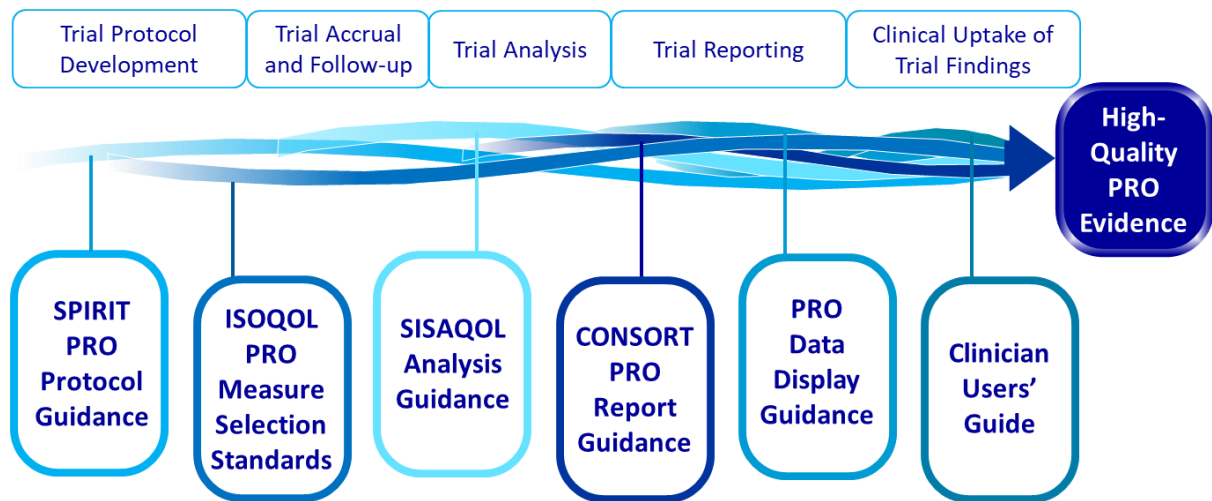 Trial Protocol
Development
Trial Accrual
and Follow-up
Trial Analysis
Trial Reporting
Clinical Uptake of
Trial Findings
High-
Quality
PRO
Evidence
SPIRIT
PRO
Protocol
Guidance
ISOQOL
PRO
Measure
Selection
Standards
SISAQOL
Analysis
Guidance
CONSORT
PRO
Report
Guidance
PRO
Data
Display
Guidance
Clinician
Users’
Guide